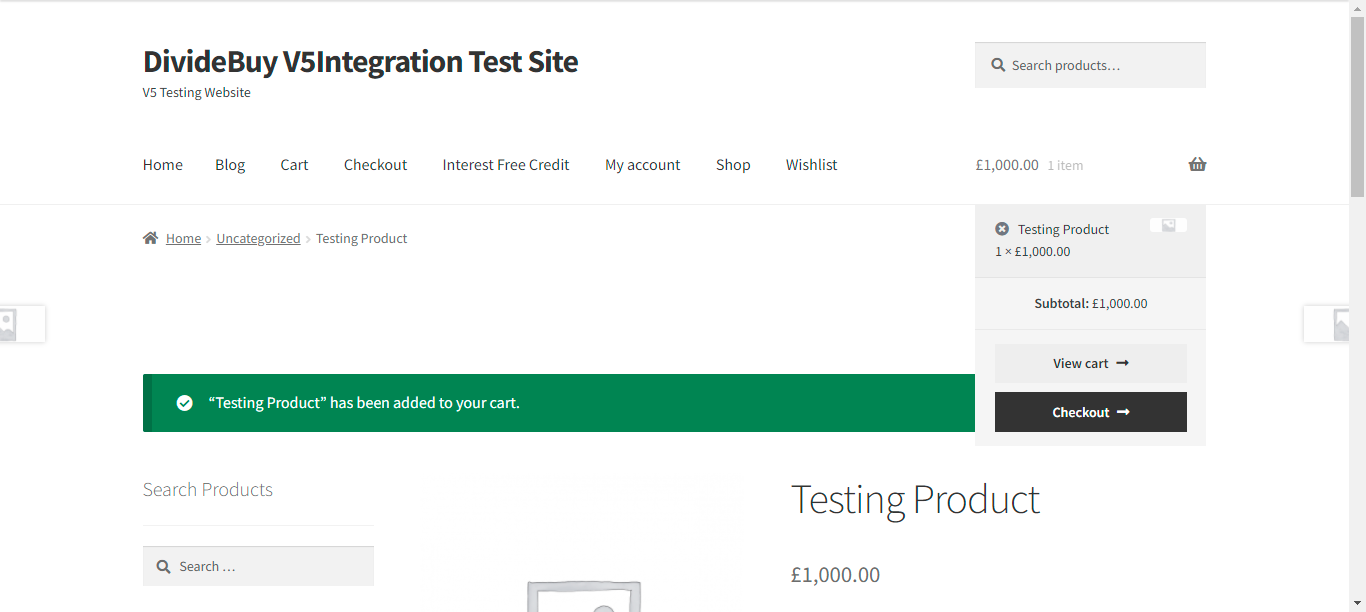 DivideBuy V5Integration Test Site
V5 Testing Website
Search products…
Home Blog Cart Checkout Interest Free Credit My account Shop Wishlist
£1,000.00 1 item
Home Uncategorized Testing Product
Testing Product
1 × £1,000.00
Subtotal: £1,000.00
View cart
Checkout
“Testing Product” has been added to your cart.
Search Products
Search …
Testing Product
£1,000.00